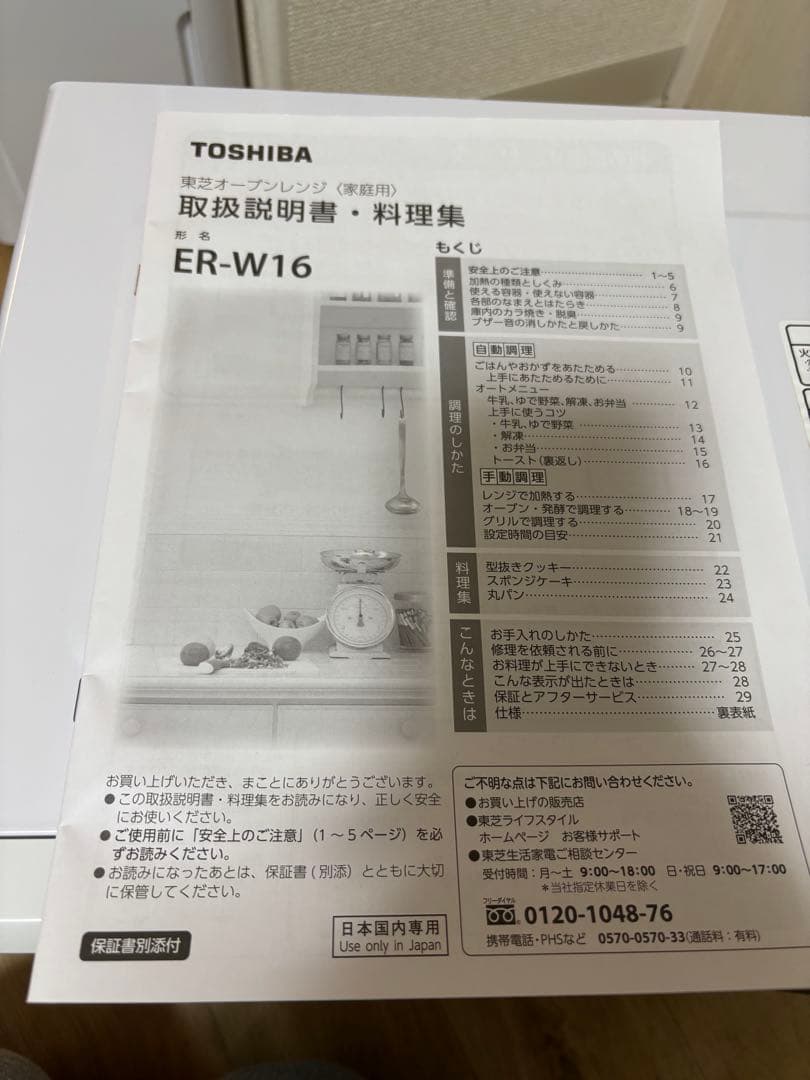 TOSHIBA
東芝オーブンレンジ〈家庭用〉
取扱説明書・料理集
形名
ER-W16
もくじ
準備と確認
安全上のご注意 1～5
加熱の種類としくみ 6
使える容器・使えない容器 7
各部のなまえとはたらき 8
庫内のカラ焼き・脱臭 9
ブザー音の消しかたと戻しかた 9
調理のしかた
自動調理
ごはんやおかずをあたためる 10
上手にあたためるために 11
オートメニュー
牛乳、ゆで野菜、解凍、お弁当 12
上手に使うコツ
・牛乳、ゆで野菜 13
・解凍 14
・お弁当 15
トースト（裏返し） 16
手動調理
レンジで加熱する 17
オーブン・発酵で調理する 18～19
グリルで調理する 20
設定時間の目安 21
料理集
型抜きクッキー 22
スポンジケーキ 23
丸パン 24
こんなときは
お手入れのしかた 25
修理を依頼される前に 26～27
お料理が上手にできないとき 27～28
こんな表示が出たときは 28
保証とアフターサービス 29
仕様 裏表紙
お買い上げいただき、まことにありがとうございます。
●この取扱説明書・料理集をお読みになり、正しく安全
にお使いください。
●ご使用前に「安全上のご注意」（1～5ページ）を必
ずお読みください。
●お読みになったあとは、保証書（別添）とともに大切
に保管してください。
保証書別添付
日本国内専用
Use only in Japan
ご不明な点は下記にお問い合わせください。
●お買い上げの販売店
●東芝ライフスタイル
ホームページ お客様サポート
●東芝生活家電ご相談センター
受付時間：月～土 9:00～18:00 日・祝日 9:00～17:00
＊当社指定休業日を除く
フリーダイヤル
0120-1048-76
携帯電話・PHSなど 0570-0570-33(通話料：有料)